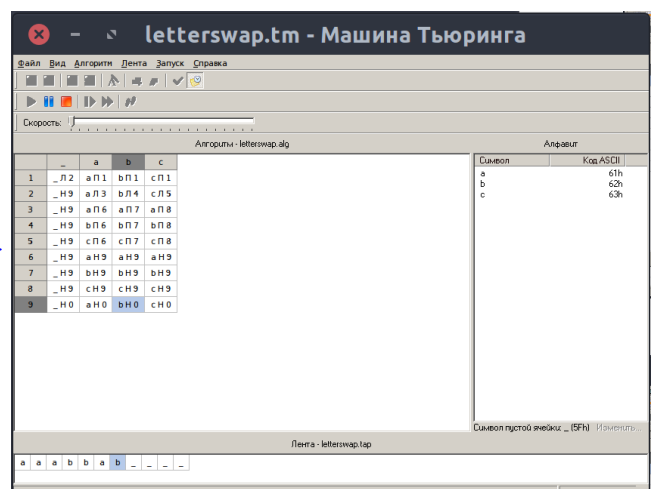 letterswap.tm - Машина Тьюринга
Файл Вид Алгоритм Лента Запуск Справка
Скорость:
Алгоритм - letterswap.alg
Алфавит
_ a b c
1 _Л2 aП1 bП1 cП1
2 _Н9 aЛ3 bЛ4 cЛ5
3 _Н9 aП6 aП7 aП8
4 _Н9 bП6 bП7 bП8
5 _Н9 cП6 cП7 cП8
6 _Н9 aН9 aН9 aН9
7 _Н9 bН9 bН9 bН9
8 _Н9 cН9 cН9 cН9
9 _Н0 aН0 bН0 cН0
Символ Код ASCII
a 61h
b 62h
c 63h
Символ пустой ячейки: _ (5Fh) Изменить...
Лента - letterswap.tap
a a a b b a b _ _ _ _